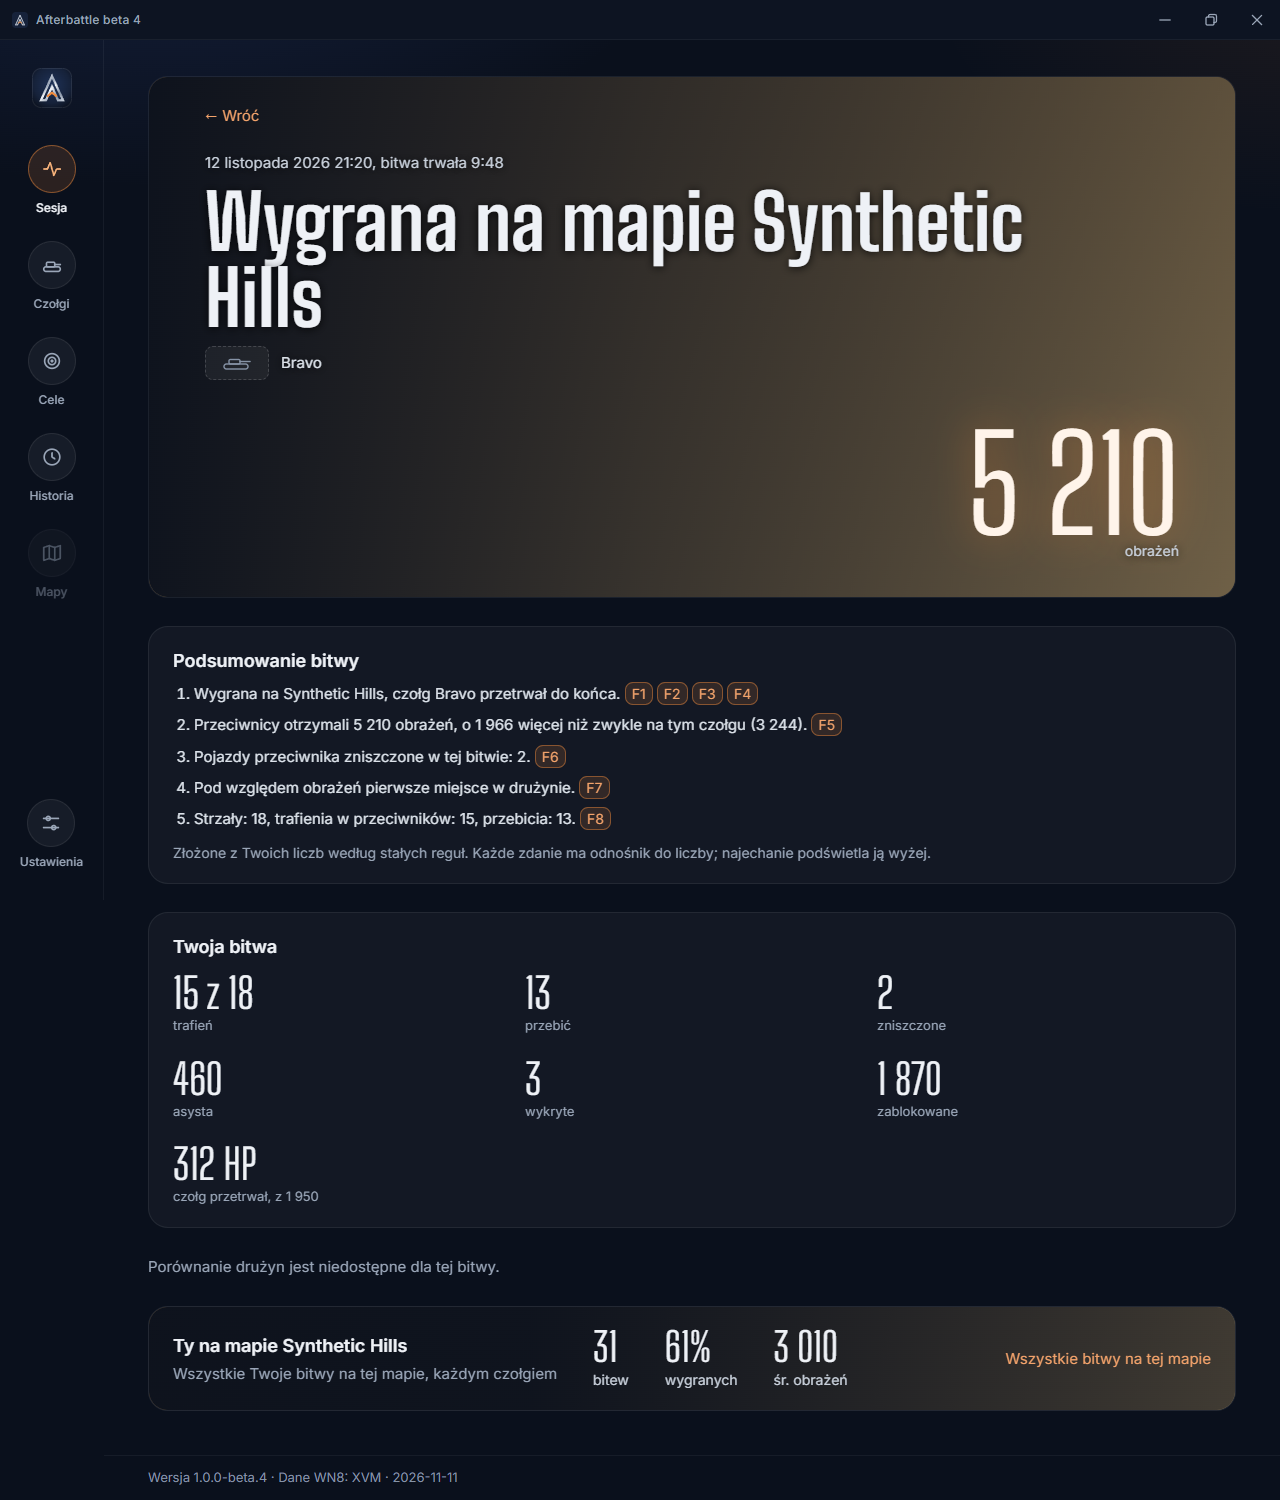 Afterbattle beta 4
Sesja
Czołgi
Cele
Historia
Mapy
Ustawienia
← Wróć
12 listopada 2026 21:20, bitwa trwała 9:48
Wygrana na mapie Synthetic
Hills
Bravo
5 210
obrażeń
Podsumowanie bitwy
1. Wygrana na Synthetic Hills, czołg Bravo przetrwał do końca. F1 F2 F3 F4
2. Przeciwnicy otrzymali 5 210 obrażeń, o 1 966 więcej niż zwykle na tym czołgu (3 244). F5
3. Pojazdy przeciwnika zniszczone w tej bitwie: 2. F6
4. Pod względem obrażeń pierwsze miejsce w drużynie. F7
5. Strzały: 18, trafienia w przeciwników: 15, przebicia: 13. F8
Złożone z Twoich liczb według stałych reguł. Każde zdanie ma odnośnik do liczby; najechanie podświetla ją wyżej.
Twoja bitwa
15 z 18
trafień
13
przebić
2
zniszczone
460
asysta
3
wykryte
1 870
zablokowane
312 HP
czołg przetrwał, z 1 950
Porównanie drużyn jest niedostępne dla tej bitwy.
Ty na mapie Synthetic Hills
Wszystkie Twoje bitwy na tej mapie, każdym czołgiem
31
bitew
61%
wygranych
3 010
śr. obrażeń
Wszystkie bitwy na tej mapie
Wersja 1.0.0-beta.4 · Dane WN8: XVM · 2026-11-11